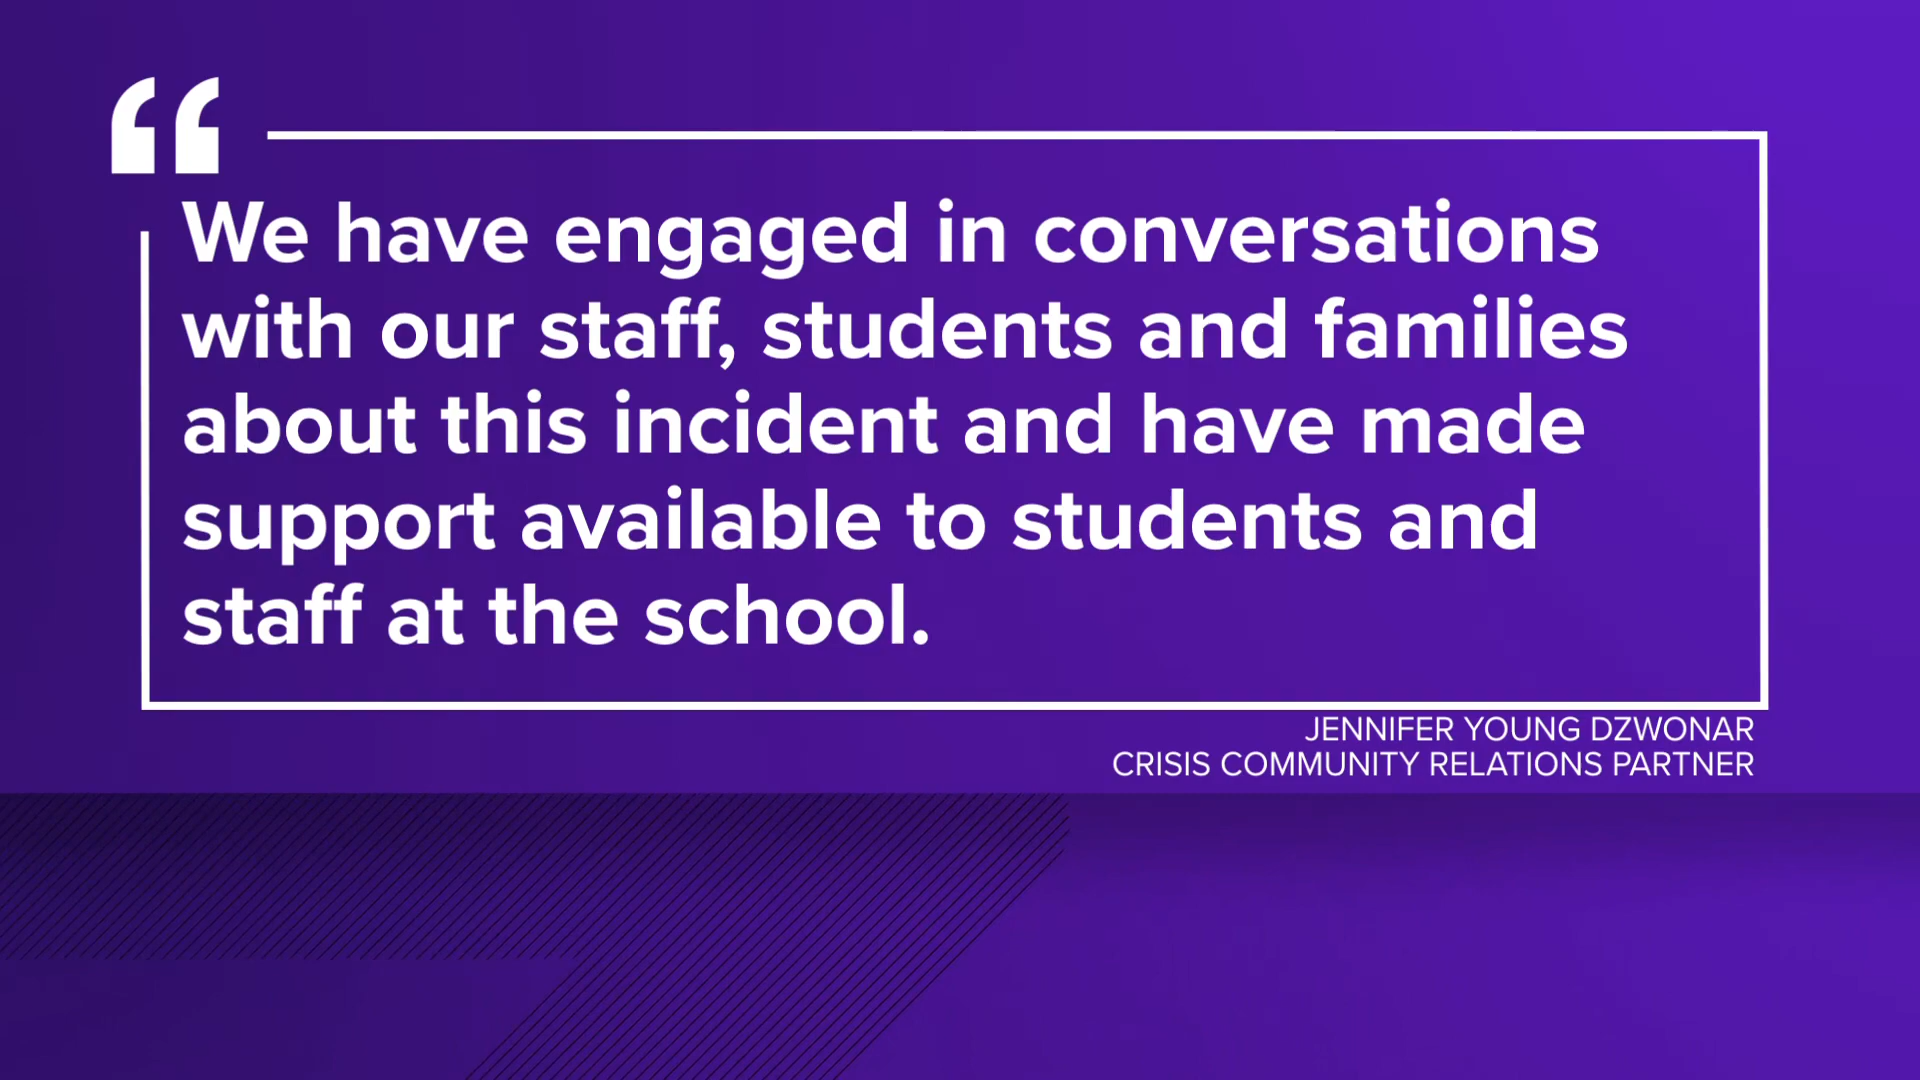 “
We have engaged in conversations
with our staff, students and families
about this incident and have made
support available to students and
staff at the school.
JENNIFER YOUNG DZWONAR
CRISIS COMMUNITY RELATIONS PARTNER